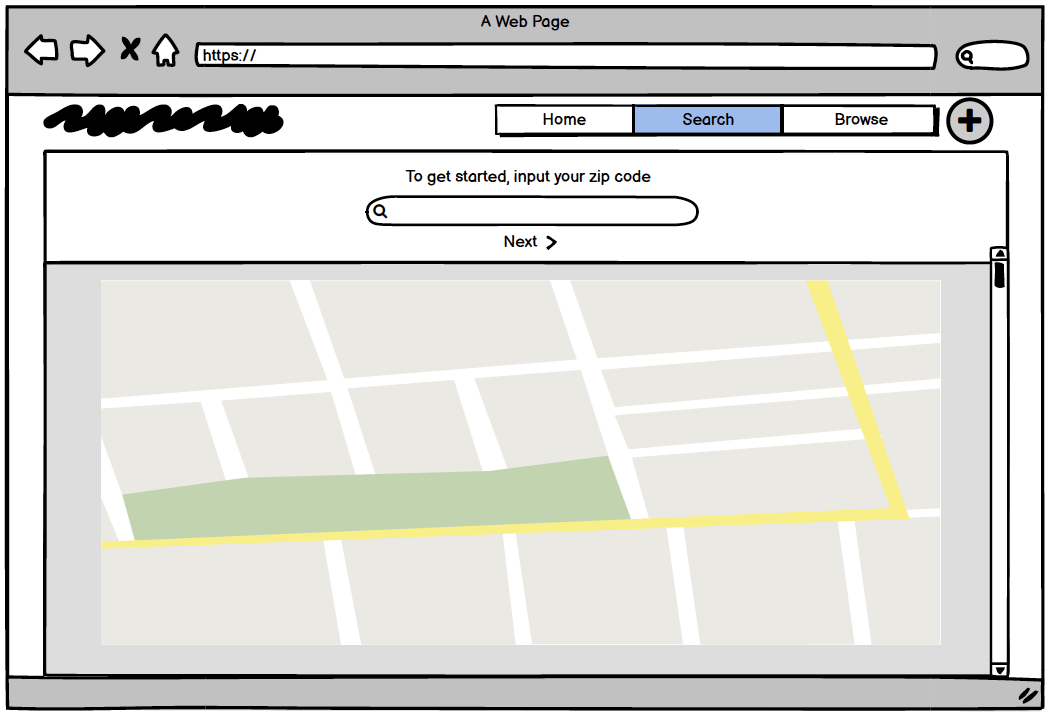 A Web Page
https://
Home
Search
Browse
To get started, input your zip code
Next